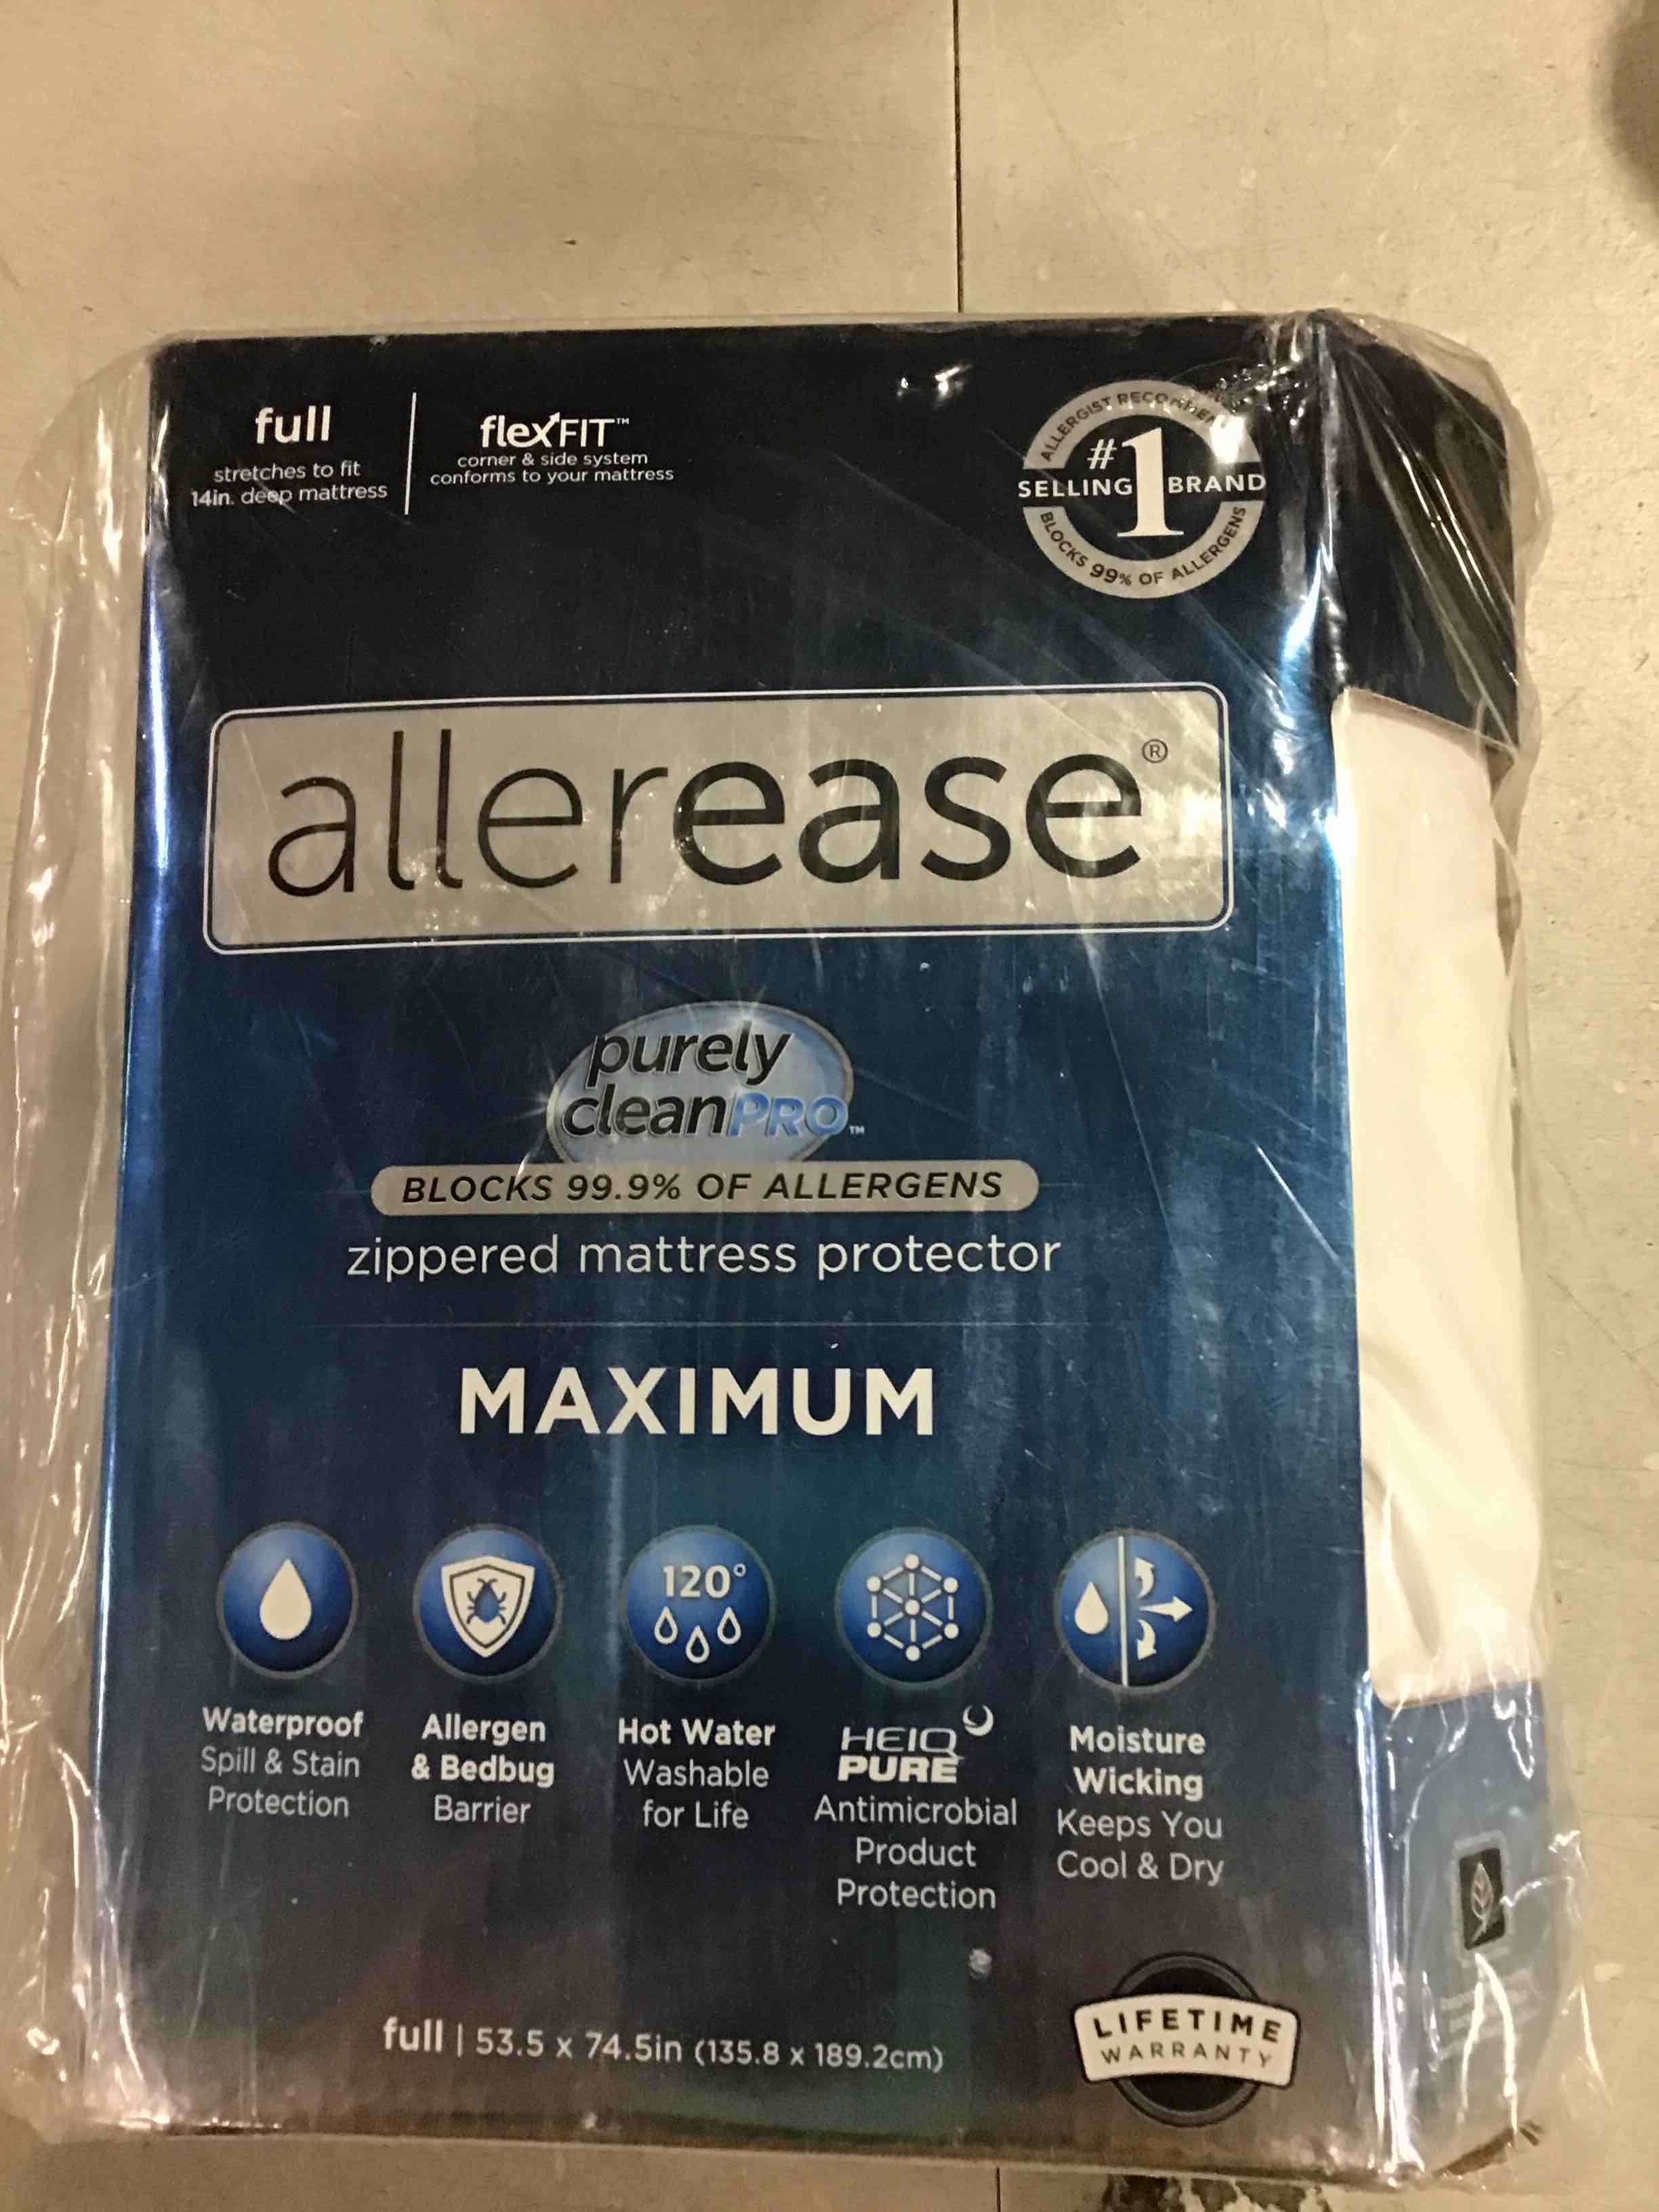 full
stretches to fit
14in. deep mattress
flexFIT™
corner & side system
conforms to your mattress
ALLERGIST
#1
SELLING BRAND
BLOCKS 99% OF ALLERGENS
allerease®
purely
cleanPRO™
BLOCKS 99.9% OF ALLERGENS
zippered mattress protector
MAXIMUM
Waterproof
Spill & Stain
Protection
Allergen
& Bedbug
Barrier
120°
Hot Water
Washable
for Life
HEIQ
PURE
Antimicrobial
Product
Protection
Moisture
Wicking
Keeps You
Cool & Dry
full | 53.5 x 74.5in (135.8 x 189.2cm)
LIFETIME
WARRANTY